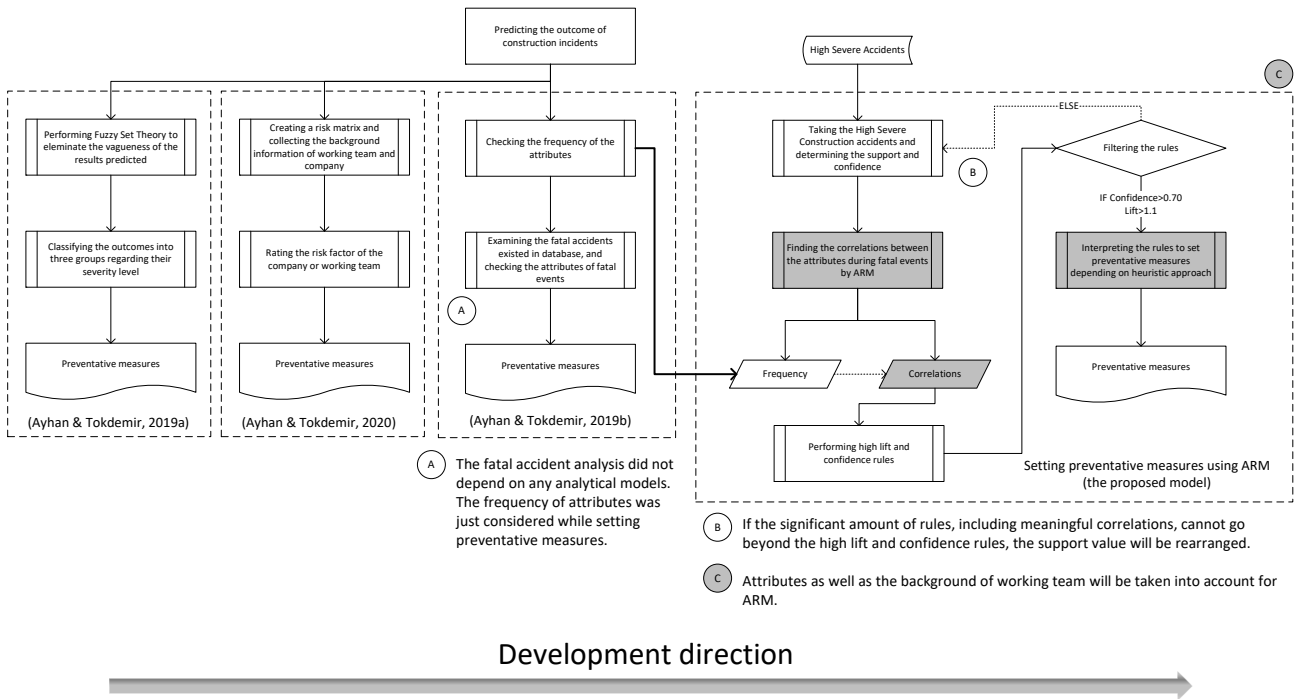 Predicting the outcome of
construction incidents
Performing Fuzzy Set Theory to
eleminate the vagueness of the
results predicted
Classifying the outcomes into
three groups regarding their
severity level
Preventative measures
(Ayhan & Tokdemir, 2019a)
Creating a risk matrix and
collecting the background
information of working team and
company
Rating the risk factor of the
company or working team
Preventative measures
(Ayhan & Tokdemir, 2020)
Checking the frequency of the
attributes
Examining the fatal accidents
existed in database, and
checking the attributes of fatal
events
A
Preventative measures
(Ayhan & Tokdemir, 2019b)
A
The fatal accident analysis did not
depend on any analytical models.
The frequency of attributes was
just considered while setting
preventative measures.
High Severe Accidents
C
Taking the High Severe
Construction accidents and
determining the support and
confidence
B
Finding the correlations between
the attributes during fatal events
by ARM
Frequency
Correlations
Performing high lift and
confidence rules
ELSE
Filtering the rules
IF Confidence>0.70
Lift>1.1
Interpreting the rules to set
preventative measures
depending on heuristic approach
Preventative measures
Setting preventative measures using ARM
(the proposed model)
B
If the significant amount of rules, including meaningful correlations, cannot go
beyond the high lift and confidence rules, the support value will be rearranged.
C
Attributes as well as the background of working team will be taken into account for
ARM.
Development direction